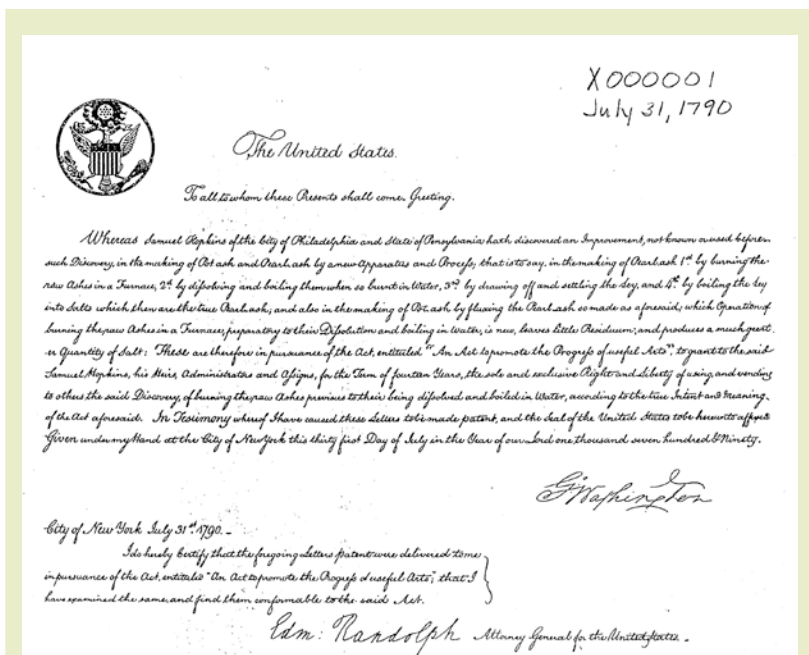 X000001
July 31, 1790
The United States.
To all to whom these Presents shall come, Greeting.
Whereas Samuel Hopkins of the City of Philadelphia and State of Pensylvania hath discovered an Improvement, not known or used before
such Discovery, in the making of Pot ash and Pearl ash by a new Apparatus and Process; that is to say, in the making of Pearl ash 1st. by burning the
raw Ashes in a Furnace, 2d. by dissolving and boiling them when so burnt in Water, 3rd. by drawing off and settling the Ley, and 4th. by boiling the Ley
into Salts which then are the true Pearl ash; and also in the making of Pot ash by fluxing the Pearl ash so made as aforesaid; which Operation of
burning the raw Ashes in a Furnace, preparatory to their Dissolution and boiling in Water, is new, leaves little Residuum; and produces a much great
er Quantity of Salt: These are therefore in pursuance of the Act, entituled "An Act to promote the Progress of useful Arts", to grant to the said
Samuel Hopkins, his Heirs, Administrators and Assigns, for the Term of fourteen Years, the sole and exclusive Right and Liberty of using, and vending
to others the said Discovery, of burning the raw Ashes previous to their being dissolved and boiled in Water, according to the true Intent and Meaning
of the Act aforesaid. In Testimony whereof I have caused these Letters to be made patent, and the Seal of the United States to be hereunto affixed
Given under my Hand at the City of New York this thirty first Day of July in the Year of our Lord one thousand seven hundred & Ninety.
G. Washington
City of New York July 31st. 1790. -
I do hereby Certify that the foregoing Letters patent were delivered to me
in pursuance of the Act, entituled "An Act to promote the Progress of useful Arts"; that I
have examined the same, and find them conformable to the said Act.
Edm: Randolph Attorney General for the United States. -